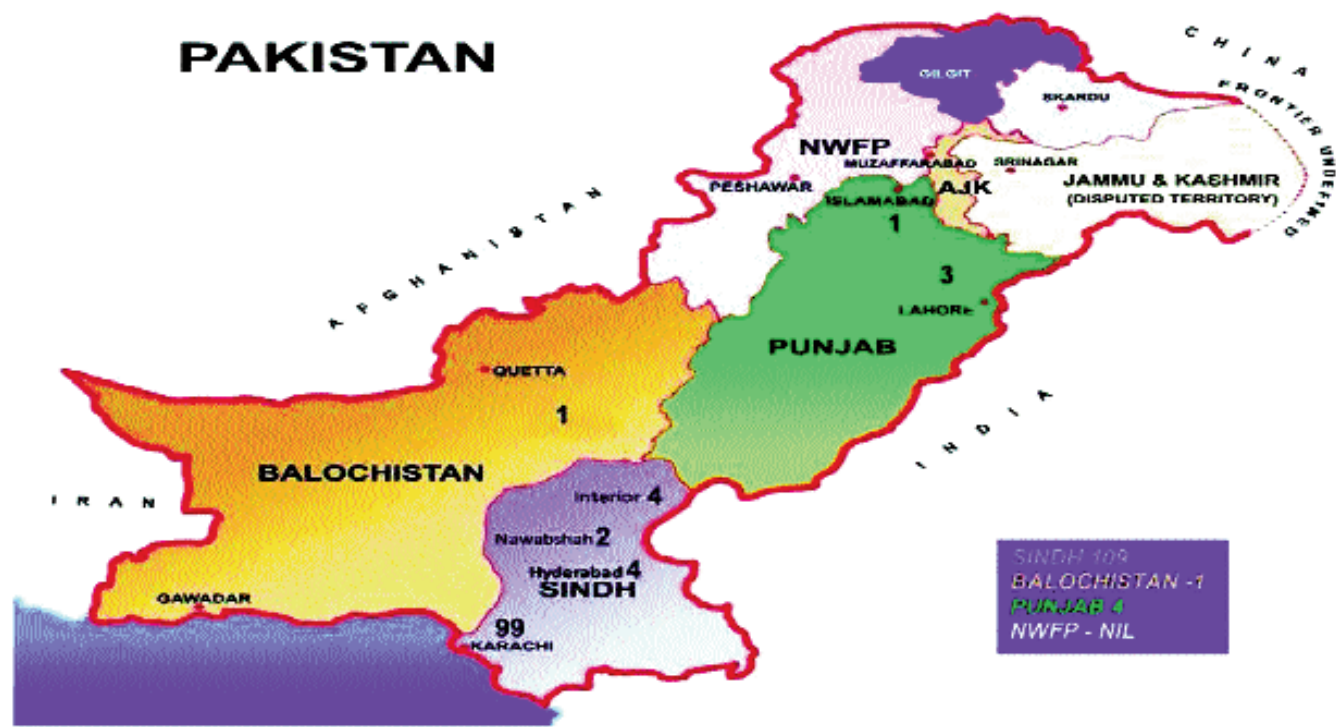 PAKISTAN
CHINA
FRONTIER UNDEFINED
GILGIT
SKARDU
NWFP
MUZAFFARABAD
SRINAGAR
PESHAWAR
AJK
JAMMU & KASHMIR
(DISPUTED TERRITORY)
ISLAMABAD
1
AFGHANISTAN
3
LAHORE
PUNJAB
QUETTA
1
INDIA
BALOCHISTAN
IRAN
Interior 4
Nawabshah 2
Hyderabad 4
SINDH
GAWADAR
99
KARACHI
SINDH 109
BALOCHISTAN -1
PUNJAB 4
NWFP - NIL